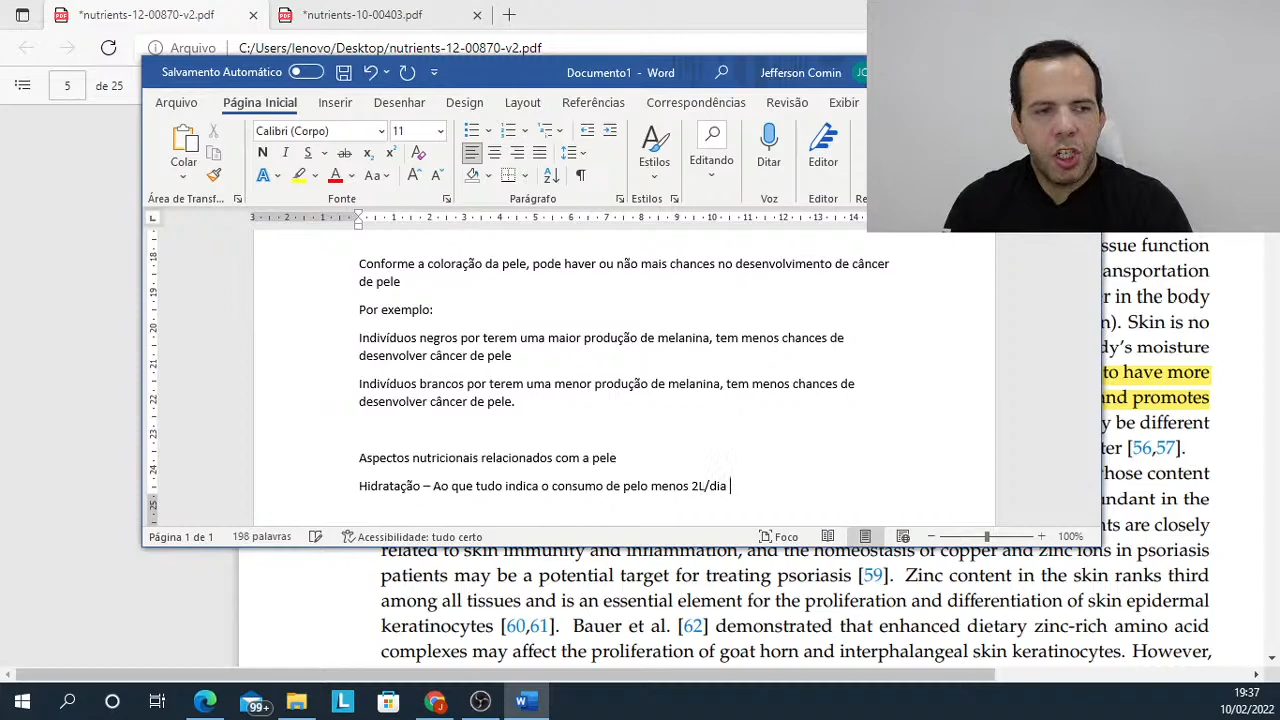 *nutrients-12-00870-v2.pdf
*nutrients-10-00403.pdf
Arquivo C:/Users/lenovo/Desktop/nutrients-12-00870-v2.pdf
5 de 25
Salvamento Automático
Documento1 - Word
Jefferson Comin
Arquivo Página Inicial Inserir Desenhar Design Layout Referências Correspondências Revisão Exibir
Calibri (Corpo) 11
Colar
Estilos
Editando
Ditar
Editor
Área de Transf...
Fonte
Parágrafo
Estilos
Voz
Conforme a coloração da pele, pode haver ou não mais chances no desenvolvimento de câncer
de pele
Por exemplo:
Indivíduos negros por terem uma maior produção de melanina, tem menos chances de
desenvolver câncer de pele
Indivíduos brancos por terem uma menor produção de melanina, tem menos chances de
desenvolver câncer de pele.
Aspectos nutricionais relacionados com a pele
Hidratação – Ao que tudo indica o consumo de pelo menos 2L/dia
Página 1 de 1 198 palavras Acessibilidade: tudo certo Foco 100%
function
in the body
Skin is no
moisture
to have more
and promotes
be different
[56,57].
content
in the
are closely
related to skin immunity and inflammation, and the homeostasis of copper and zinc ions in psoriasis
patients may be a potential target for treating psoriasis [59]. Zinc content in the skin ranks third
among all tissues and is an essential element for the proliferation and differentiation of skin epidermal
keratinocytes [60,61]. Bauer et al. [62] demonstrated that enhanced dietary zinc-rich amino acid
complexes may affect the proliferation of goat horn and interphalangeal skin keratinocytes. However,
99+
19:37
10/02/2022